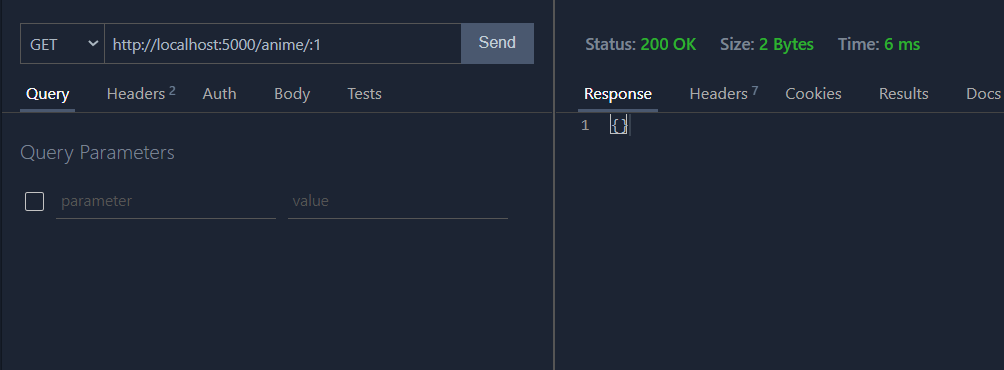 GET http://localhost:5000/anime/:1 Send
Query Headers 2 Auth Body Tests
Query Parameters
parameter value
Status: 200 OK Size: 2 Bytes Time: 6 ms
Response Headers 7 Cookies Results Docs
1 {}